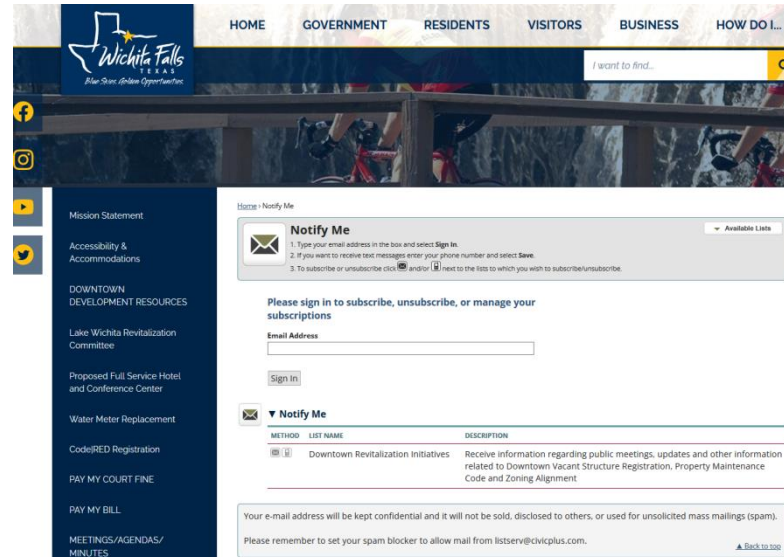 HOME GOVERNMENT RESIDENTS VISITORS BUSINESS HOW DO I...
Wichita Falls
TEXAS
Blue Skies. Golden Opportunities.
I want to find...
Mission Statement
Accessibility &
Accommodations
DOWNTOWN
DEVELOPMENT RESOURCES
Lake Wichita Revitalization
Committee
Proposed Full Service Hotel
and Conference Center
Water Meter Replacement
Code|RED Registration
PAY MY COURT FINE
PAY MY BILL
MEETINGS/AGENDAS/
MINUTES
Home › Notify Me
Notify Me
Available Lists
1. Type your email address in the box and select Sign In.
2. If you want to receive text messages enter your phone number and select Save.
3. To subscribe or unsubscribe click and/or next to the lists to which you wish to subscribe/unsubscribe.
Please sign in to subscribe, unsubscribe, or manage your
subscriptions
Email Address
Sign In
▼ Notify Me
METHOD LIST NAME DESCRIPTION
Downtown Revitalization Initiatives Receive information regarding public meetings, updates and other information
related to Downtown Vacant Structure Registration, Property Maintenance
Code and Zoning Alignment
Your e-mail address will be kept confidential and it will not be sold, disclosed to others, or used for unsolicited mass mailings (spam).
Please remember to set your spam blocker to allow mail from listserv@civicplus.com.
▲ Back to top